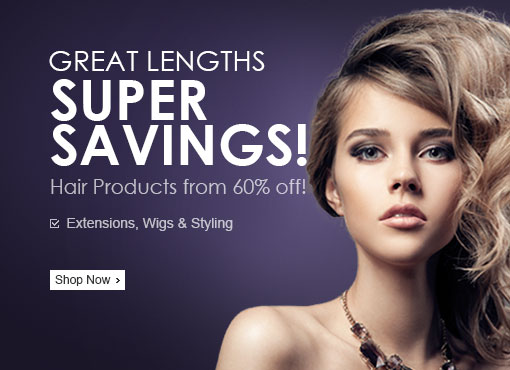 GREAT LENGTHS
SUPER
SAVINGS!
Hair Products from 60% off!
Extensions, Wigs & Styling
Shop Now ›